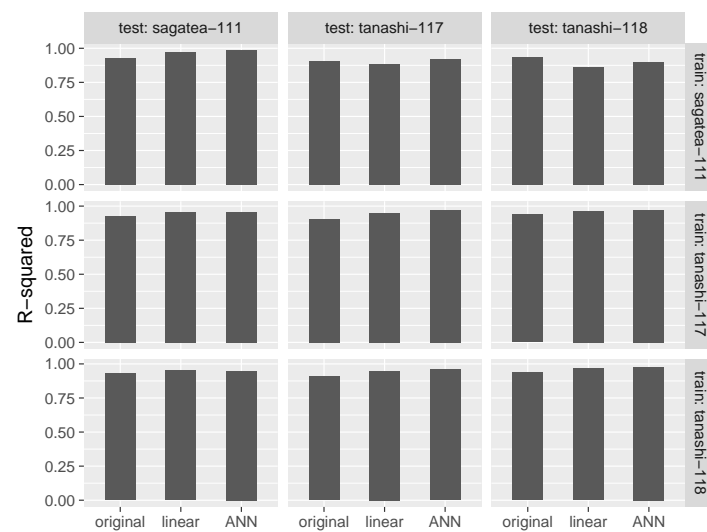 test: sagatea−111
test: tanashi−117
test: tanashi−118
1.00
0.75
0.50
0.25
0.00
train: sagatea−111
1.00
0.75
0.50
0.25
0.00
train: tanashi−117
1.00
0.75
0.50
0.25
0.00
train: tanashi−118
R−squared
original linear ANN
original linear ANN
original linear ANN